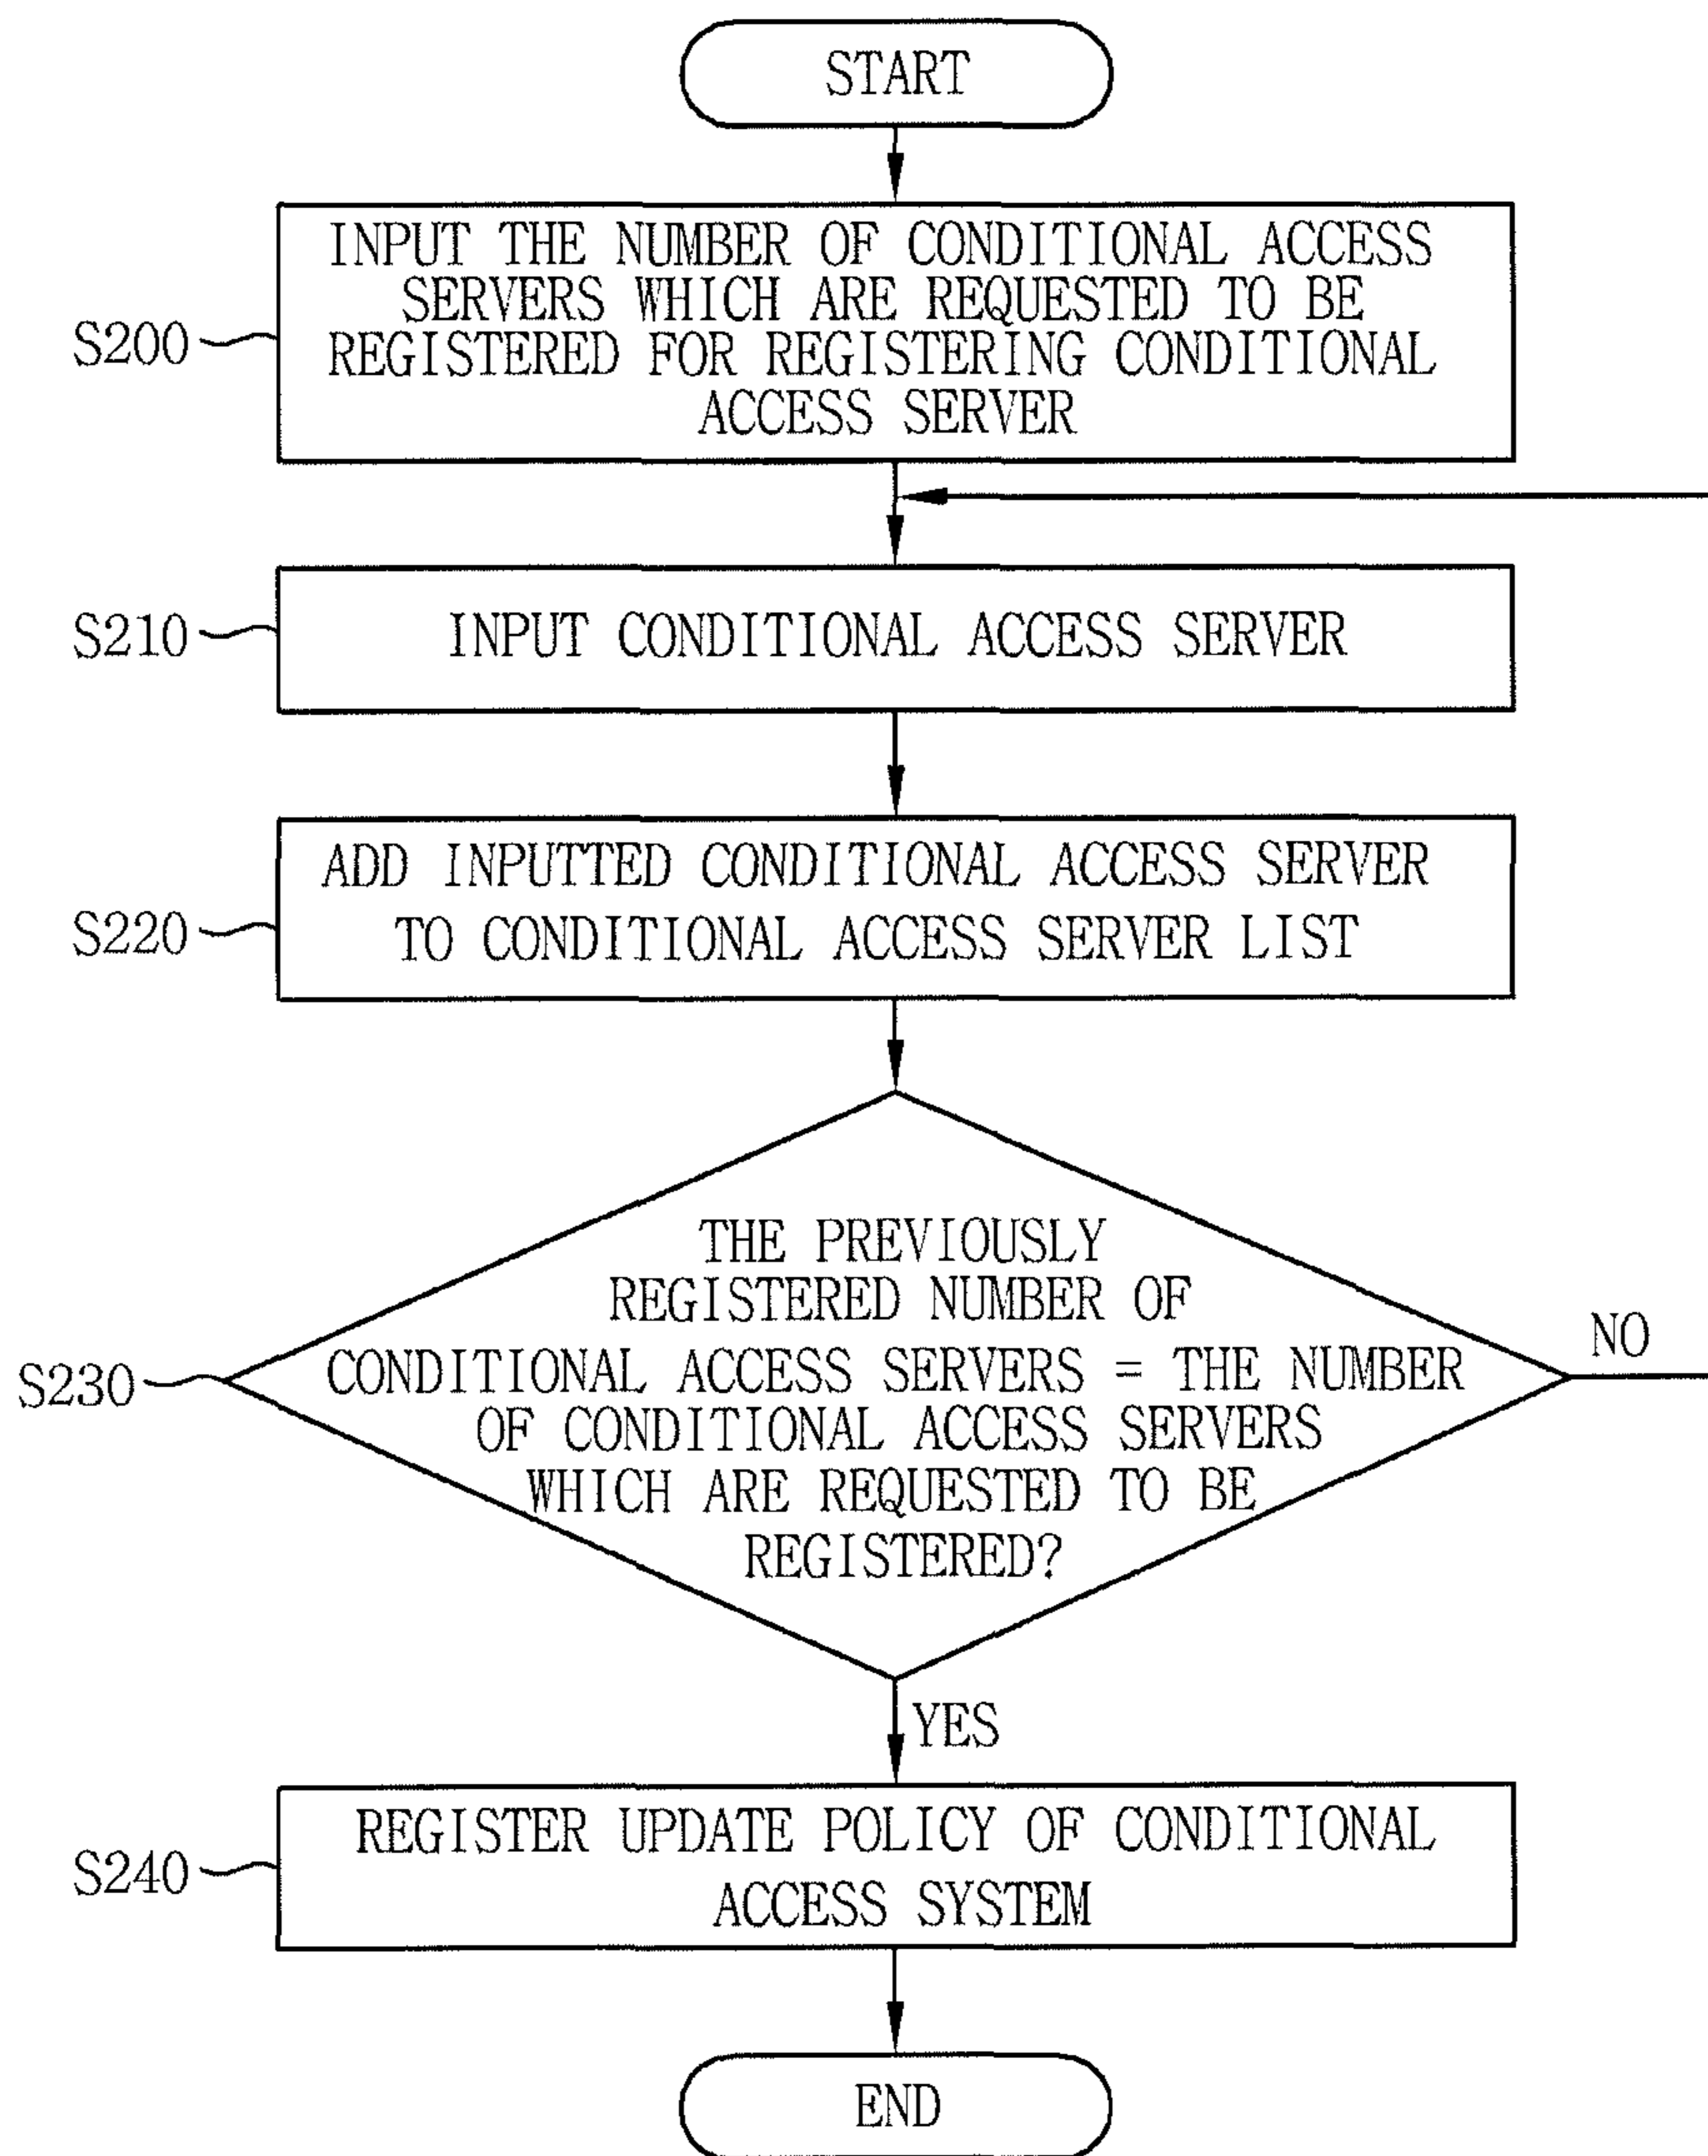 START
INPUT THE NUMBER OF CONDITIONAL ACCESS
SERVERS WHICH ARE REQUESTED TO BE
REGISTERED FOR REGISTERING CONDITIONAL
ACCESS SERVER
S200
INPUT CONDITIONAL ACCESS SERVER
S210
ADD INPUTTED CONDITIONAL ACCESS SERVER
TO CONDITIONAL ACCESS SERVER LIST
S220
THE PREVIOUSLY
REGISTERED NUMBER OF
CONDITIONAL ACCESS SERVERS = THE NUMBER
OF CONDITIONAL ACCESS SERVERS
WHICH ARE REQUESTED TO BE
REGISTERED?
S230
NO
YES
REGISTER UPDATE POLICY OF CONDITIONAL
ACCESS SYSTEM
S240
END